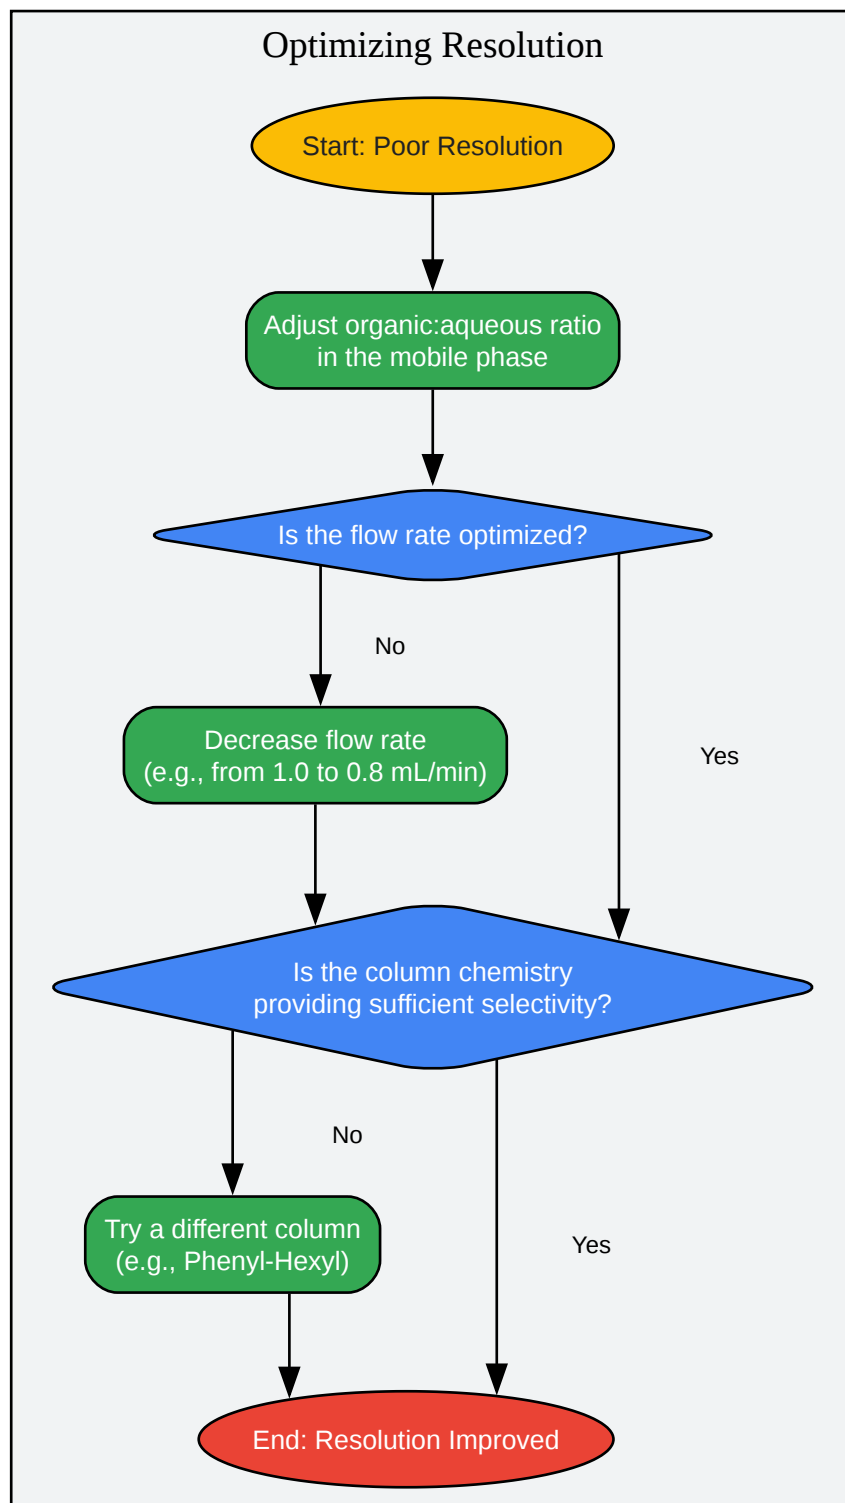 Optimizing Resolution
Start: Poor Resolution
Adjust organic:aqueous ratio
in the mobile phase
Is the flow rate optimized?
No
Decrease flow rate
(e.g., from 1.0 to 0.8 mL/min)
Yes
Is the column chemistry
providing sufficient selectivity?
No
Try a different column
(e.g., Phenyl-Hexyl)
Yes
End: Resolution Improved